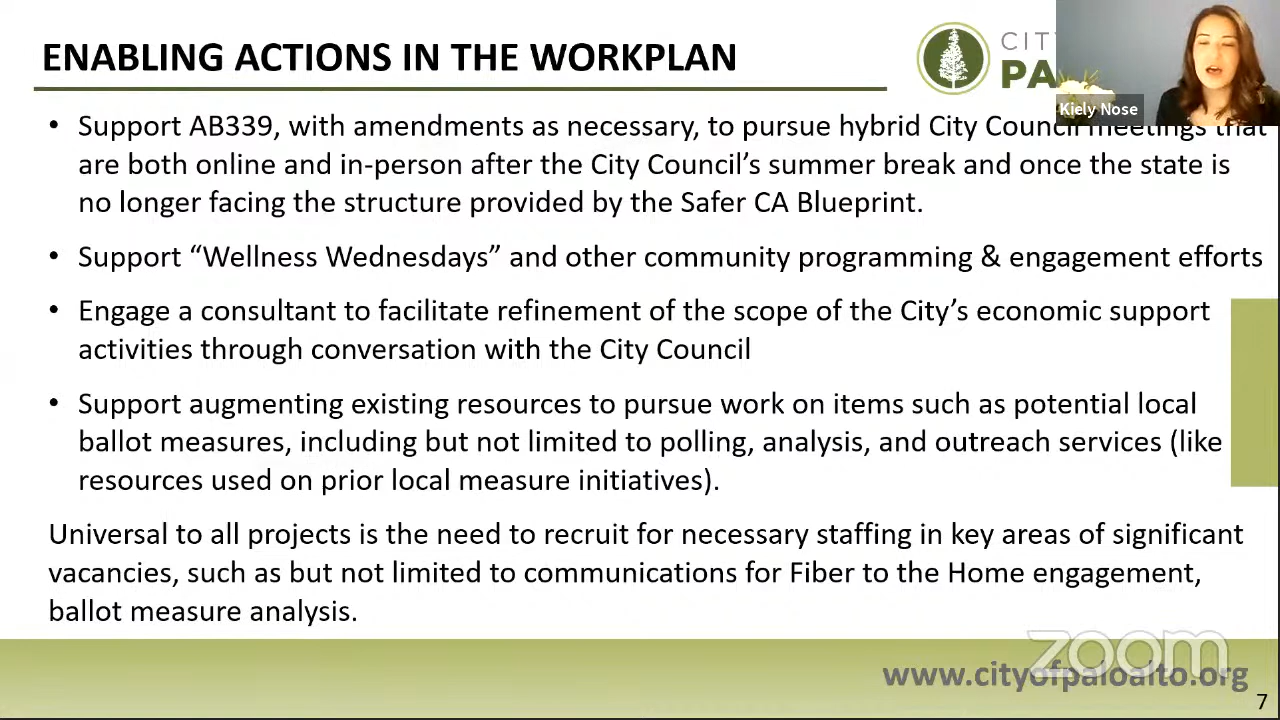 ENABLING ACTIONS IN THE WORKPLAN
CITY
PA
Kiely Nose
• Support AB339, with amendments as necessary, to pursue hybrid City Council meetings that
are both online and in-person after the City Council's summer break and once the state is
no longer facing the structure provided by the Safer CA Blueprint.
• Support “Wellness Wednesdays” and other community programming & engagement efforts
• Engage a consultant to facilitate refinement of the scope of the City's economic support
activities through conversation with the City Council
• Support augmenting existing resources to pursue work on items such as potential local
ballot measures, including but not limited to polling, analysis, and outreach services (like
resources used on prior local measure initiatives).
Universal to all projects is the need to recruit for necessary staffing in key areas of significant
vacancies, such as but not limited to communications for Fiber to the Home engagement,
ballot measure analysis.
zoom
www.cityofpaloalto.org
7